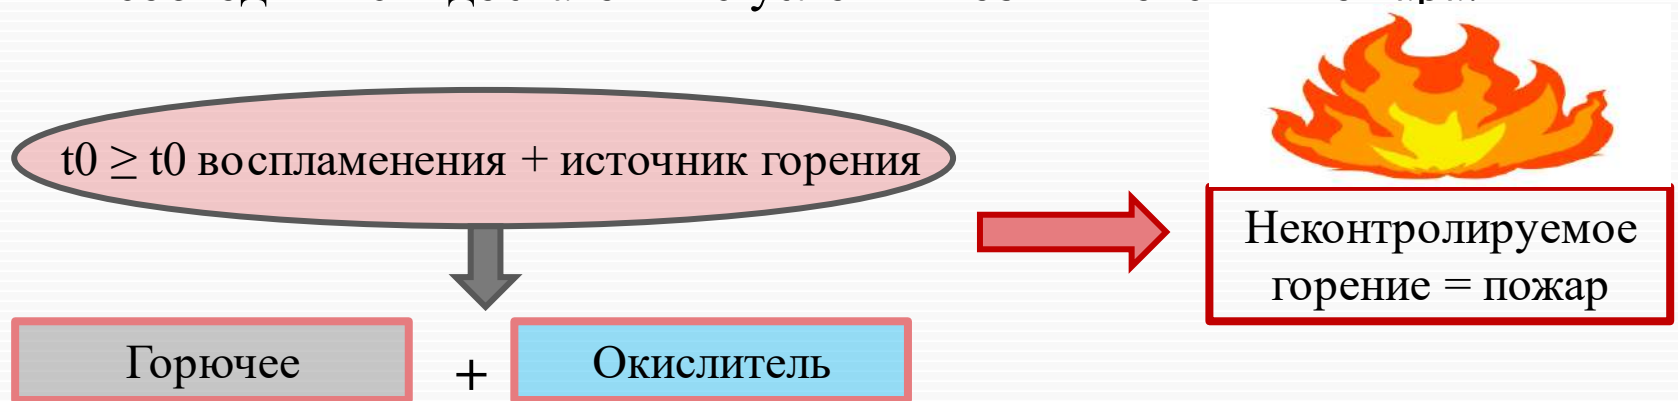 t0 ≥ t0 воспламенения + источник горения
Неконтролируемое
горение = пожар
Горючее + Окислитель